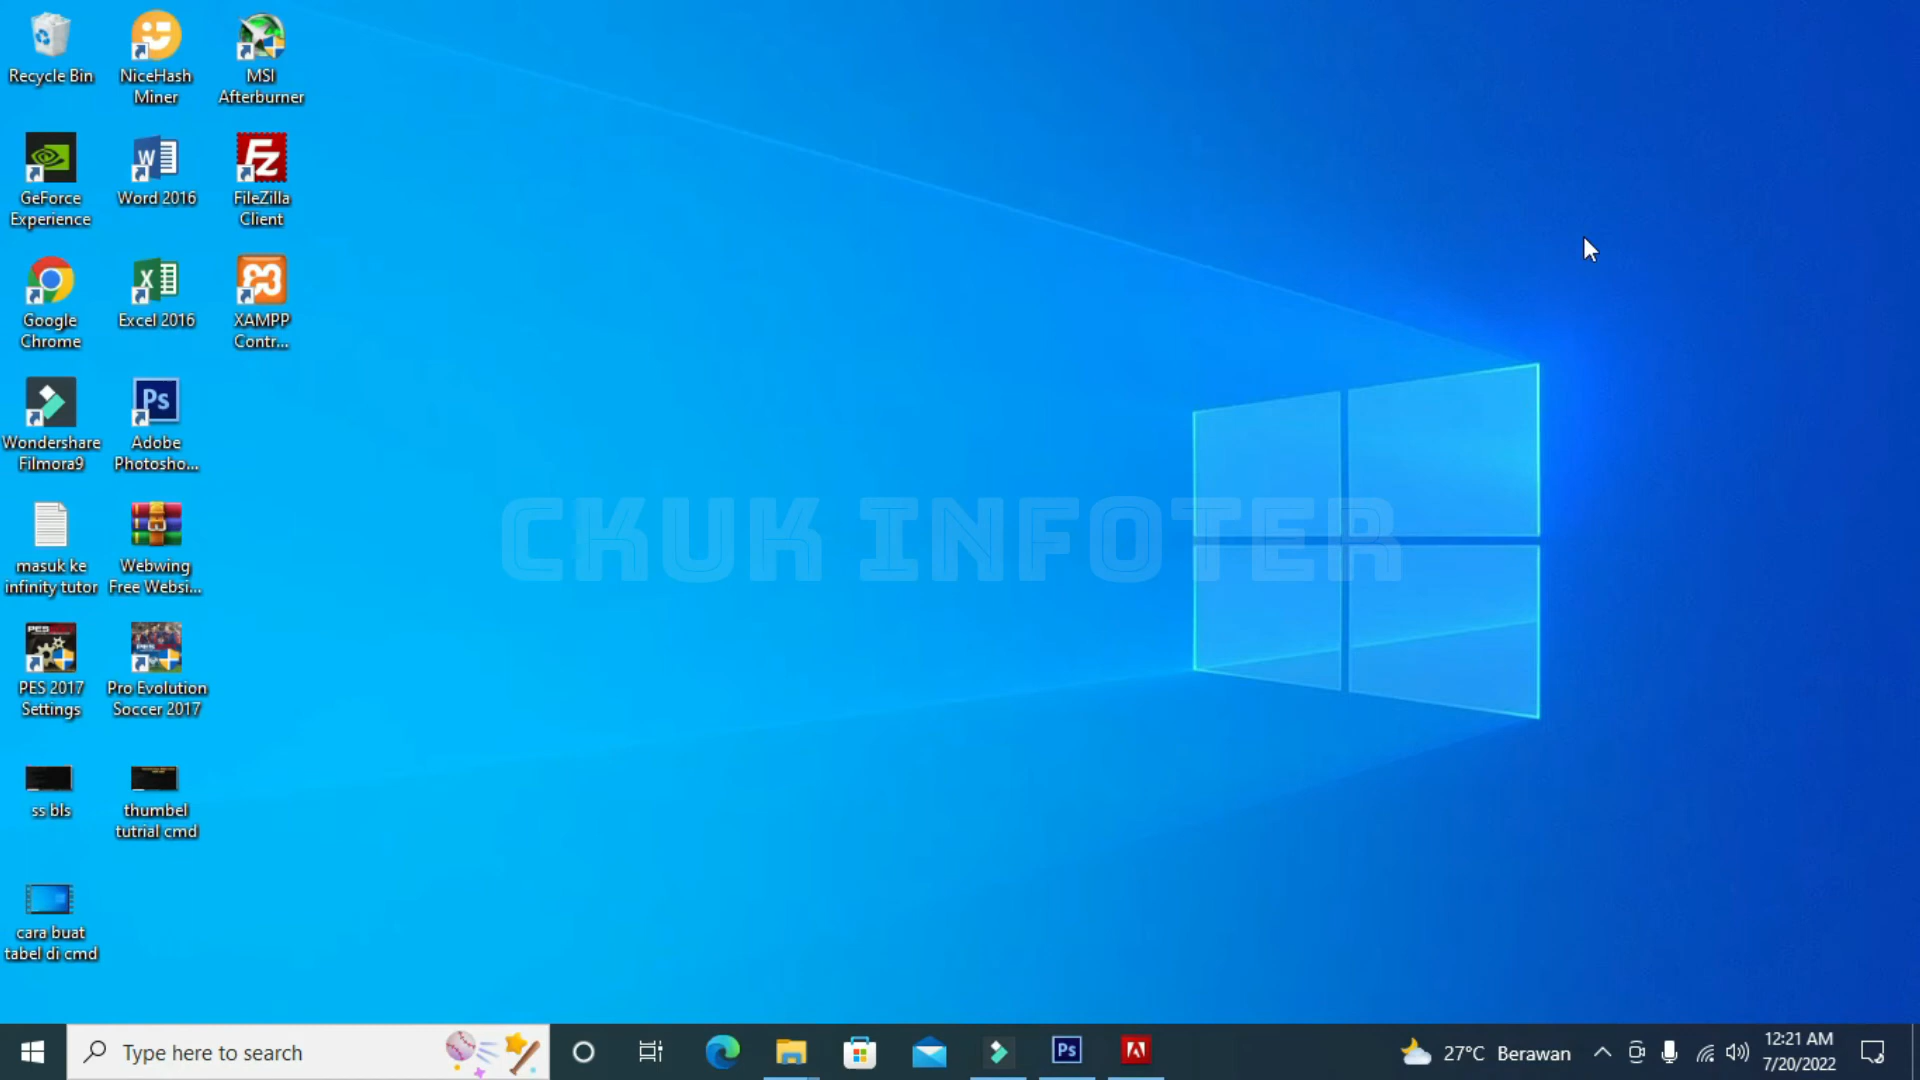 Recycle Bin
NiceHash
Miner
MSI
Afterburner
GeForce
Experience
Word 2016
FileZilla
Client
Google
Chrome
Excel 2016
XAMPP
Contr...
Wondershare
Filmora9
Ps
Adobe
Photosho...
masuk ke
infinity tutor
Webwing
Free Websi...
PES 2017
Settings
Pro Evolution
Soccer 2017
ss bls
thumbel
tutrial cmd
cara buat
tabel di cmd
CKUK INFOTER
Type here to search
Ps
27°C Berawan
12:21 AM
7/20/2022